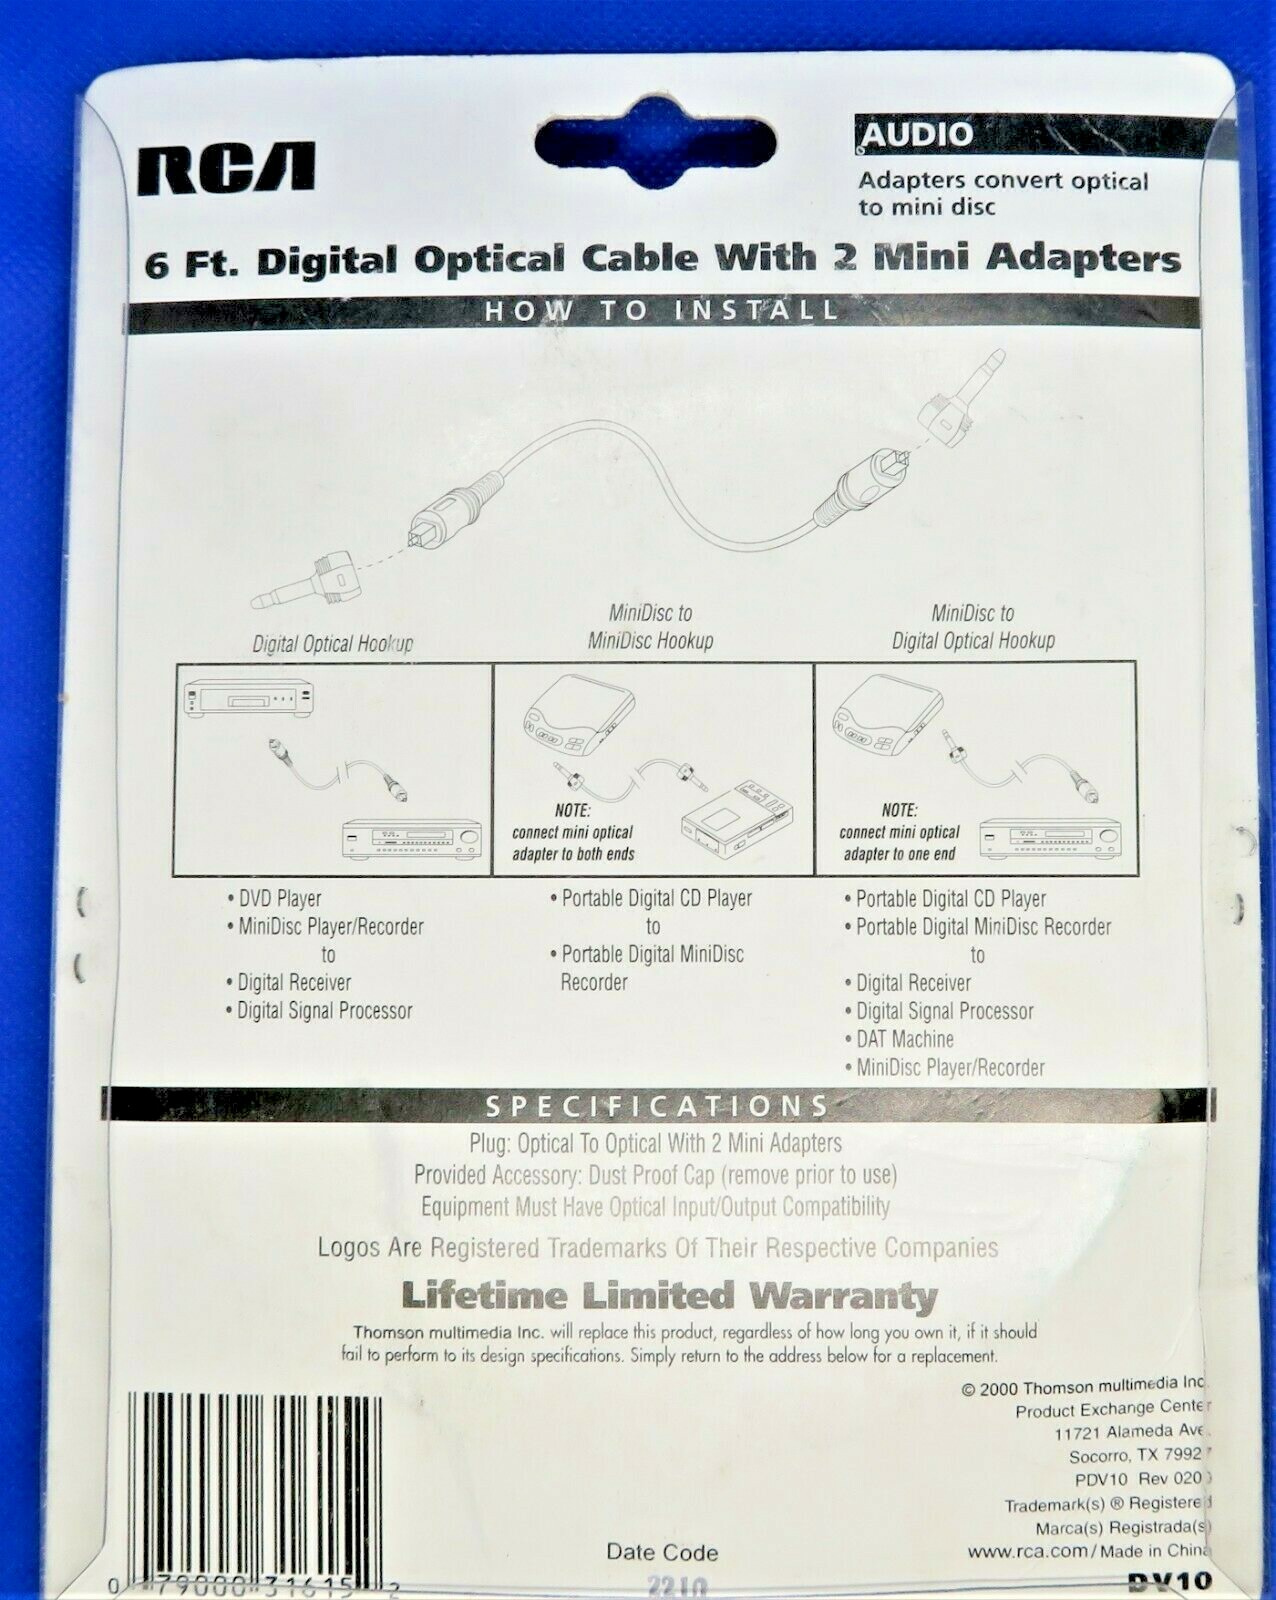 RCA
AUDIO
Adapters convert optical
to mini disc
6 Ft. Digital Optical Cable With 2 Mini Adapters
HOW TO INSTALL
Digital Optical Hookup
MiniDisc to
MiniDisc Hookup
MiniDisc to
Digital Optical Hookup
NOTE:
connect mini optical
adapter to both ends
NOTE:
connect mini optical
adapter to one end
• DVD Player
• MiniDisc Player/Recorder
to
• Digital Receiver
• Digital Signal Processor
• Portable Digital CD Player
to
• Portable Digital MiniDisc
Recorder
• Portable Digital CD Player
• Portable Digital MiniDisc Recorder
to
• Digital Receiver
• Digital Signal Processor
• DAT Machine
• MiniDisc Player/Recorder
SPECIFICATIONS
Plug: Optical To Optical With 2 Mini Adapters
Provided Accessory: Dust Proof Cap (remove prior to use)
Equipment Must Have Optical Input/Output Compatibility
Logos Are Registered Trademarks Of Their Respective Companies
Lifetime Limited Warranty
Thomson multimedia Inc. will replace this product, regardless of how long you own it, if it should
fail to perform to its design specifications. Simply return to the address below for a replacement.
© 2000 Thomson multimedia Inc.
Product Exchange Center
11721 Alameda Ave.
Socorro, TX
PDV10 Rev
Trademark(s) ® Registered
Marca(s) Registrada(s)
www.rca.com/Made in China
DV10
Date Code
2210
0 79000 31615 2